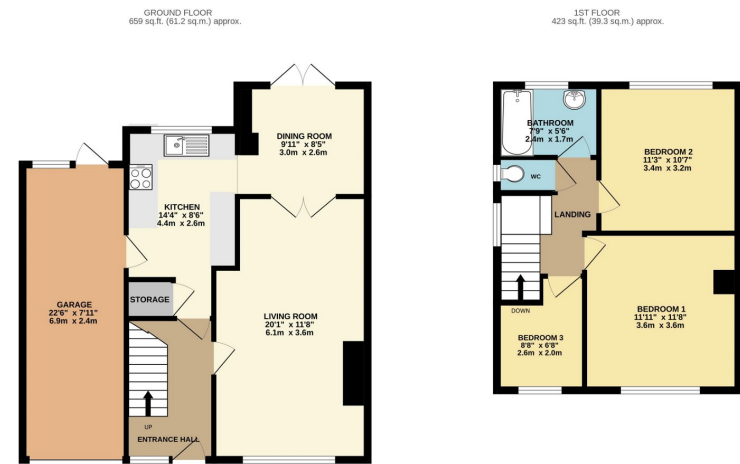 GROUND FLOOR
659 sq.ft. (61.2 sq.m.) approx.
DINING ROOM
9'11" x 8'5"
3.0m x 2.6m
KITCHEN
14'4" x 8'6"
4.4m x 2.6m
STORAGE
GARAGE
22'6" x 7'11"
6.9m x 2.4m
LIVING ROOM
20'1" x 11'8"
6.1m x 3.6m
UP
ENTRANCE HALL
1ST FLOOR
423 sq.ft. (39.3 sq.m.) approx.
BATHROOM
7'9" x 5'6"
2.4m x 1.7m
WC
BEDROOM 2
11'3" x 10'7"
3.4m x 3.2m
LANDING
DOWN
BEDROOM 1
11'11" x 11'8"
3.6m x 3.6m
BEDROOM 3
8'8" x 6'8"
2.6m x 2.0m